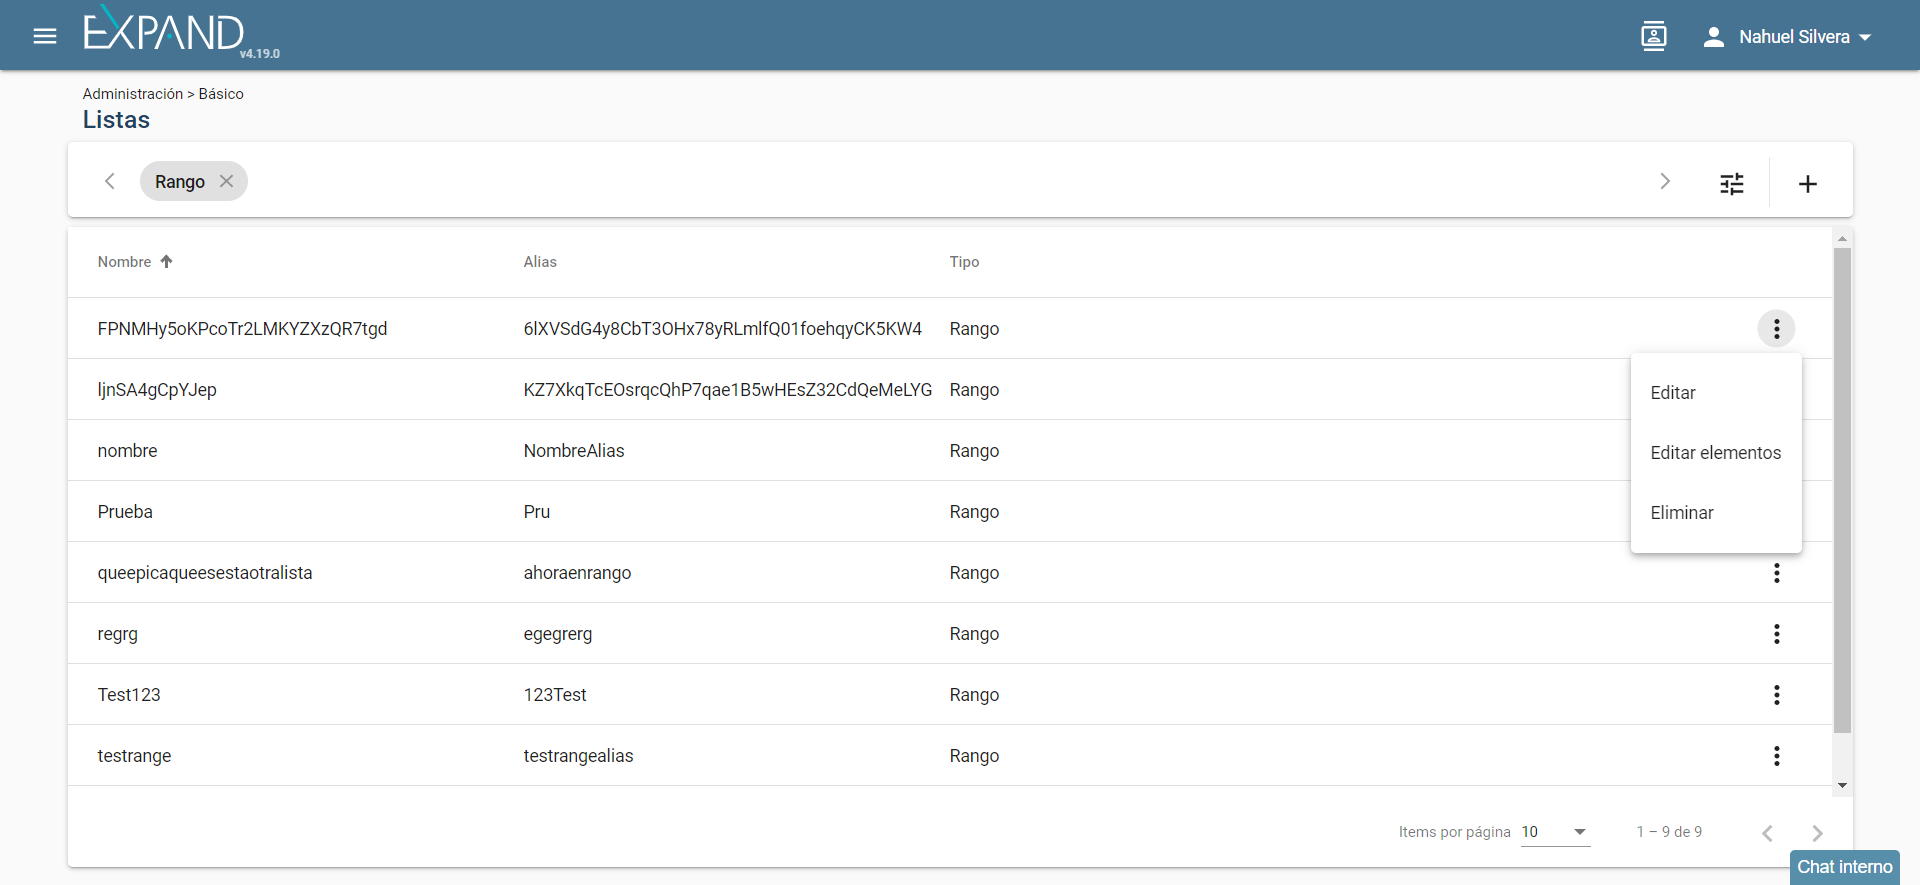 EXPAND
v4.19.0
Nahuel Silvera
Administración > Básico
Listas
Rango
Nombre Alias Tipo
FPNMHy5oKPcoTr2LMKYZXzQR7tgd 6lXVSdG4y8CbT3OHx78yRLmlfQ01foehqyCK5KW4 Rango
ljnSA4gCpYJep KZ7XkqTcEOsrqcQhP7qae1B5wHEsZ32CdQeMeLYG Rango
Editar
nombre NombreAlias Rango
Editar elementos
Prueba Pru Rango
Eliminar
queepicaqueesestaotralista ahoraenrango Rango
regrg egegrerg Rango
Test123 123Test Rango
testrange testrangealias Rango
Items por página 10 1 – 9 de 9
Chat interno